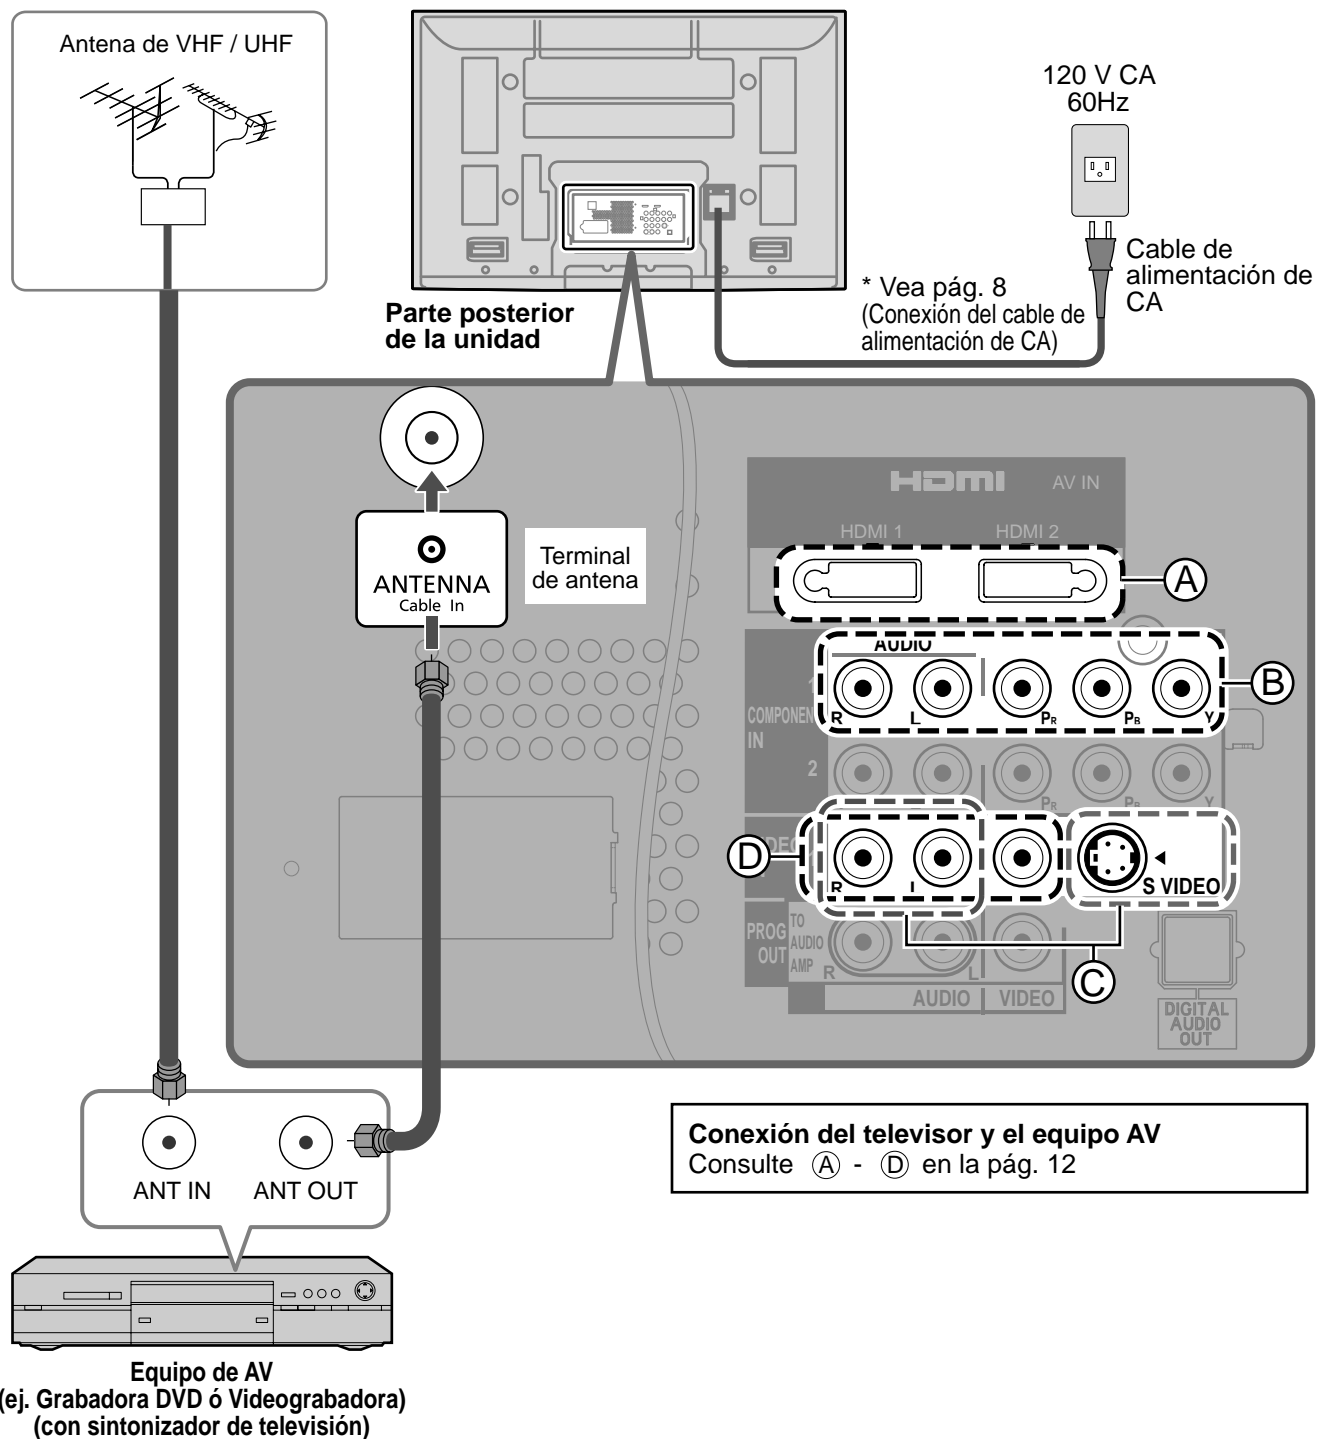 Antena de VHF / UHF
120 V CA
60Hz
Cable de
alimentación de
CA
* Vea pág. 8
(Conexión del cable de
alimentación de CA)
Parte posterior
de la unidad
HDMI
AV IN
HDMI 1
HDMI 2
ANTENNA
Cable In
Terminal
de antena
A
AUDIO
1
B
R
L
PR
PB
Y
COMPONEN
IN
2
PR
PB
Y
D
R
L
S VIDEO
PROG
OUT
TO
AUDIO
AMP
R
L
C
AUDIO
VIDEO
DIGITAL
AUDIO
OUT
Conexión del televisor y el equipo AV
Consulte A - D en la pág. 12
ANT IN
ANT OUT
Equipo de AV
(ej. Grabadora DVD ó Videograbadora)
(con sintonizador de televisión)